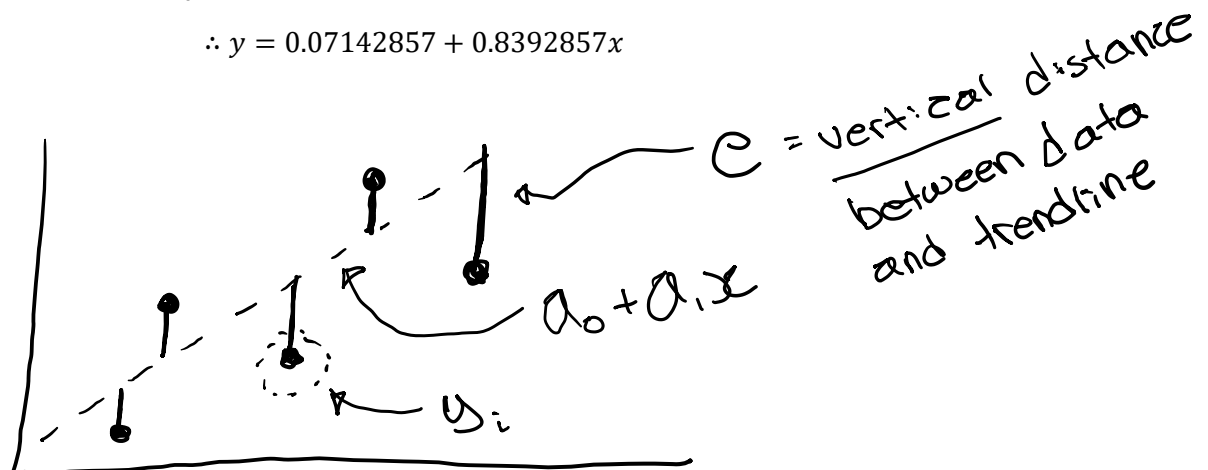 ∴ y = 0.07142857 + 0.8392857x
e = vertical distance
between data
and trendline
a₀ + a₁x
yᵢ